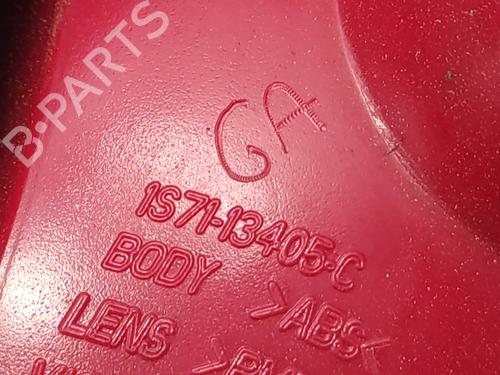 B-PARTS
GA
1S71-13405-C
BODY >ABS<
LENS